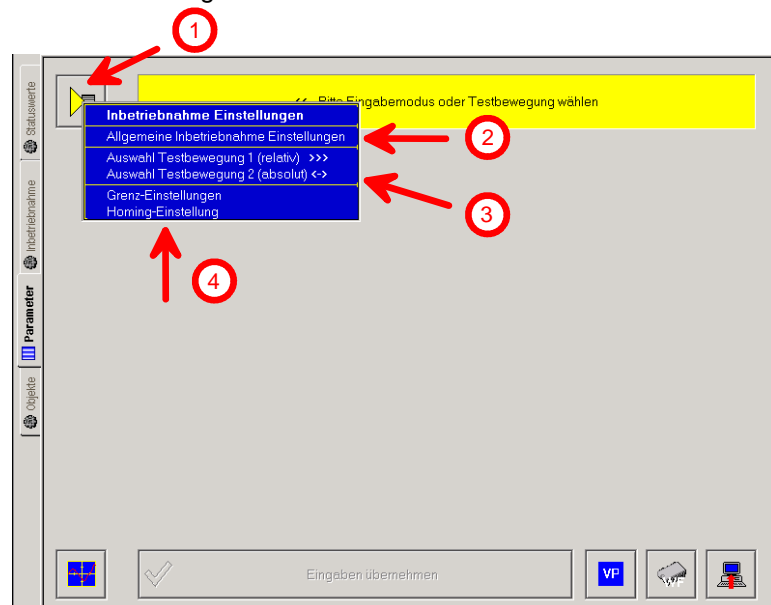 1
<< Bitte Eingabemodus oder Testbewegung wählen
Inbetriebnahme Einstellungen
Allgemeine Inbetriebnahme Einstellungen
Auswahl Testbewegung 1 (relativ) >>>
Auswahl Testbewegung 2 (absolut) <->
Grenz-Einstellungen
Homing-Einstellung
2
3
4
Statuswerte
Inbetriebnahme
Parameter
Objekte
Eingaben übernehmen
VP
WP